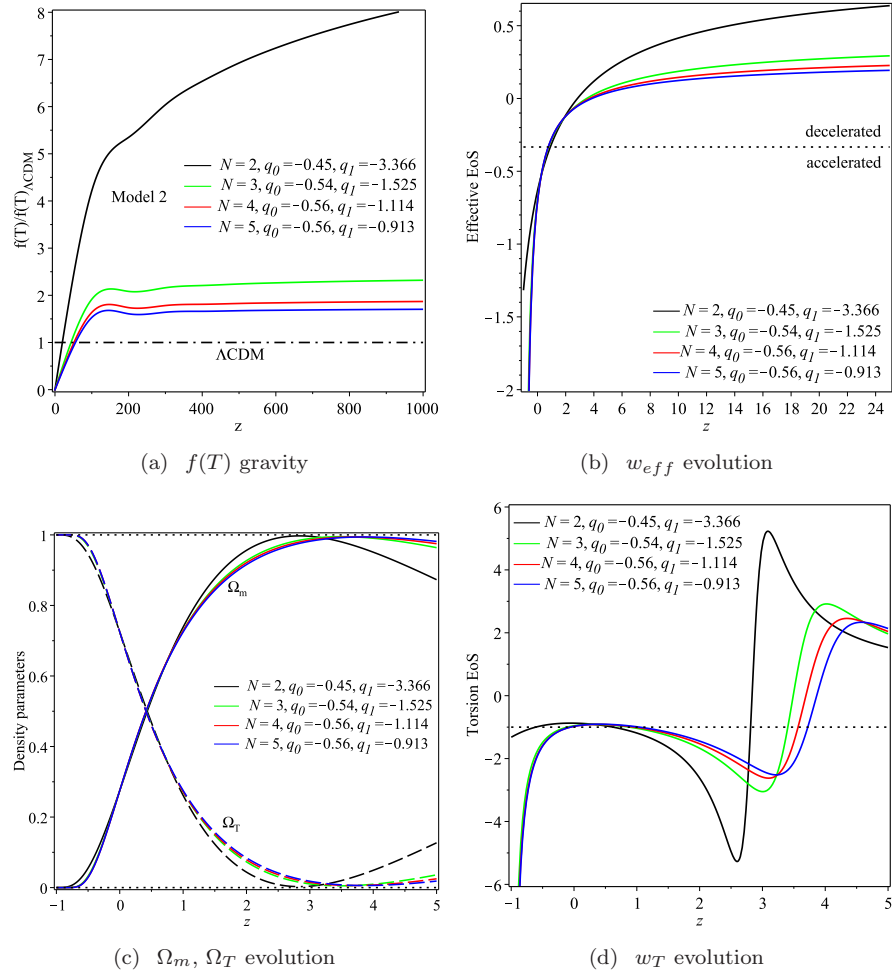 8
7
6
5
4
3
2
1
0
f(T)/f(T)ΛCDM
Model 2
N = 2, q0 = −0.45, q1 = −3.366
N = 3, q0 = −0.54, q1 = −1.525
N = 4, q0 = −0.56, q1 = −1.114
N = 5, q0 = −0.56, q1 = −0.913
ΛCDM
0 200 400 600 800 1000
z
(a) f(T) gravity
0.5
0
−0.5
−1
−1.5
−2
Effective EoS
decelerated
accelerated
N = 2, q0 = −0.45, q1 = −3.366
N = 3, q0 = −0.54, q1 = −1.525
N = 4, q0 = −0.56, q1 = −1.114
N = 5, q0 = −0.56, q1 = −0.913
0 2 4 6 8 10 12 14 16 18 20 22 24
z
(b) weff evolution
1
0.8
0.6
0.4
0.2
0
Density parameters
Ωm
N = 2, q0 = −0.45, q1 = −3.366
N = 3, q0 = −0.54, q1 = −1.525
N = 4, q0 = −0.56, q1 = −1.114
N = 5, q0 = −0.56, q1 = −0.913
ΩT
−1 0 1 2 3 4 5
z
(c) Ωm, ΩT evolution
6
4
2
0
−2
−4
−6
Torsion EoS
N = 2, q0 = −0.45, q1 = −3.366
N = 3, q0 = −0.54, q1 = −1.525
N = 4, q0 = −0.56, q1 = −1.114
N = 5, q0 = −0.56, q1 = −0.913
−1 0 1 2 3 4 5
z
(d) wT evolution